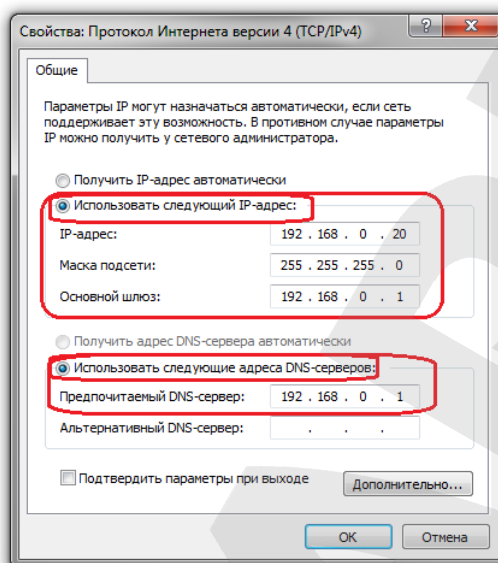 Свойства: Протокол Интернета версии 4 (TCP/IPv4)
Общие
Параметры IP могут назначаться автоматически, если сеть
поддерживает эту возможность. В противном случае параметры
IP можно получить у сетевого администратора.
Получить IP-адрес автоматически
Использовать следующий IP-адрес:
IP-адрес: 192 . 168 . 0 . 20
Маска подсети: 255 . 255 . 255 . 0
Основной шлюз: 192 . 168 . 0 . 1
Получить адрес DNS-сервера автоматически
Использовать следующие адреса DNS-серверов:
Предпочитаемый DNS-сервер: 192 . 168 . 0 . 1
Альтернативный DNS-сервер: . . .
Подтвердить параметры при выходе
Дополнительно...
ОК Отмена